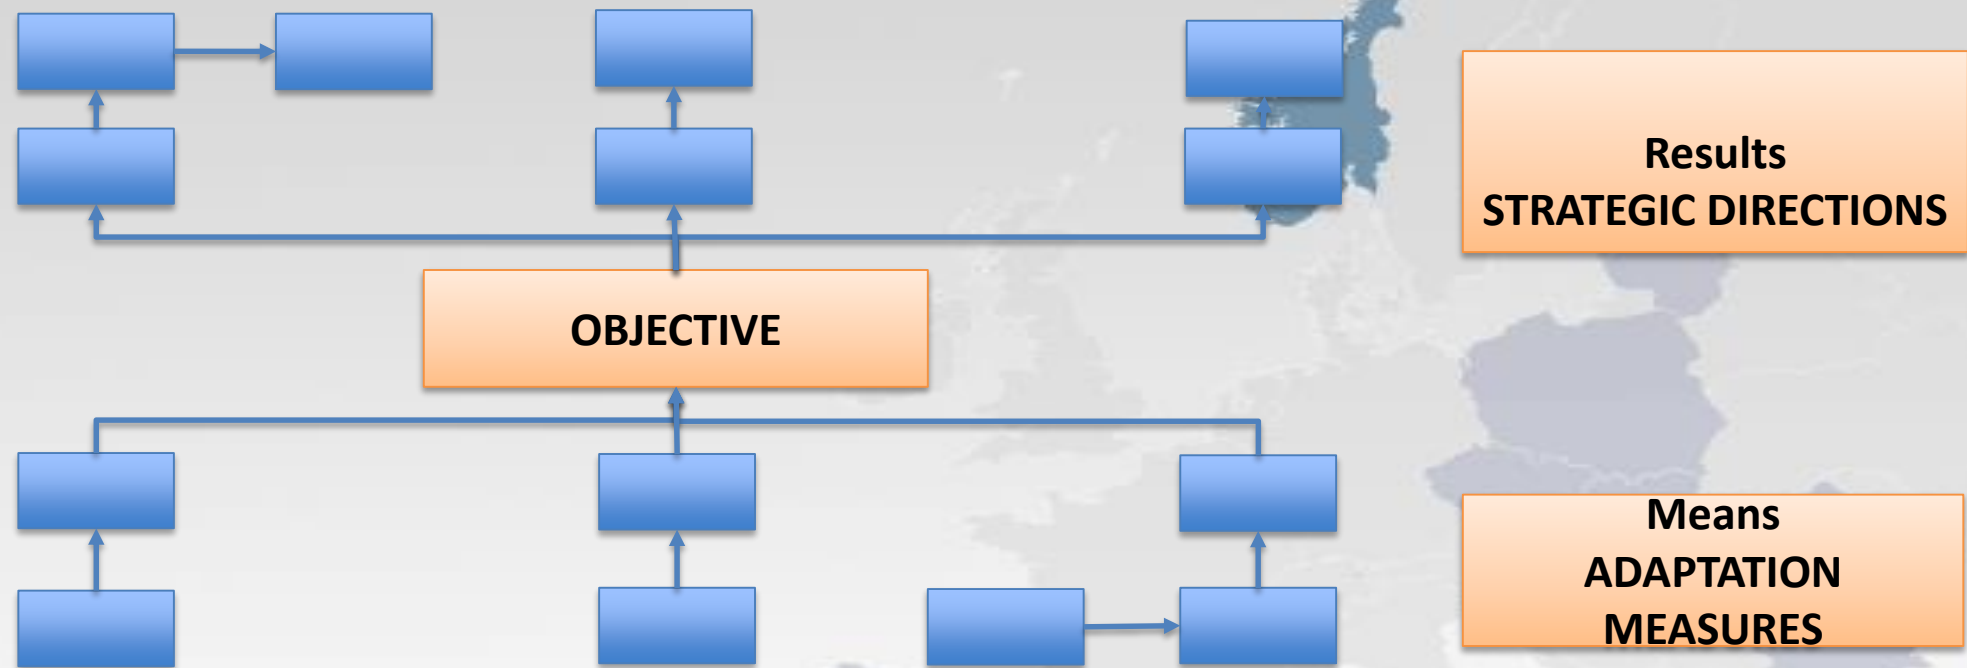 Results
STRATEGIC DIRECTIONS
OBJECTIVE
Means
ADAPTATION
MEASURES